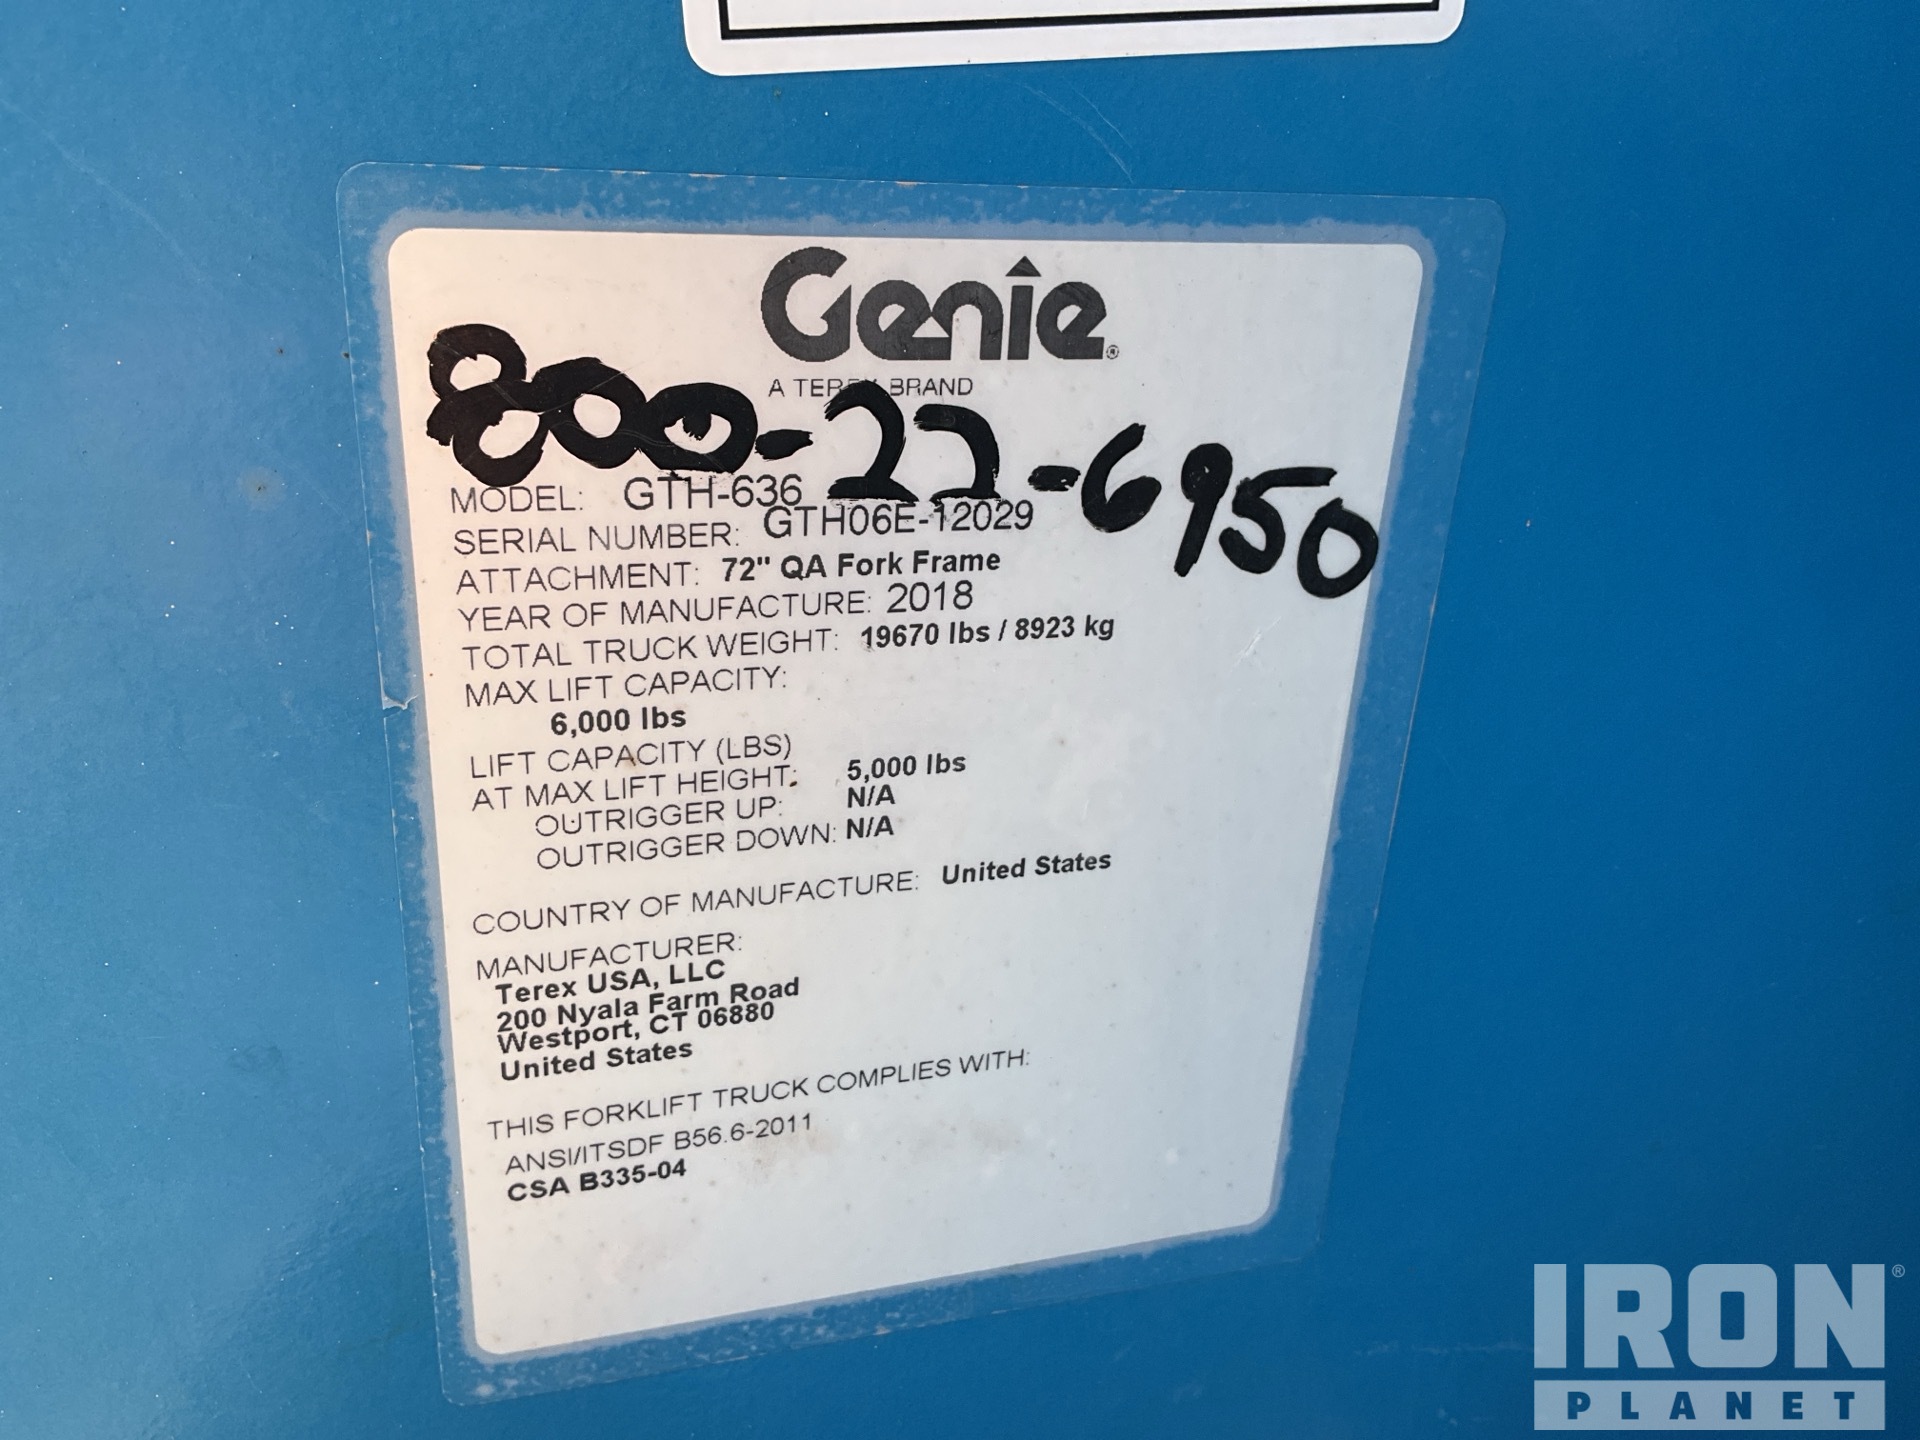 Genie®
A TEREX BRAND
800-22-6950
MODEL: GTH-636
SERIAL NUMBER: GTH06E-12029
ATTACHMENT: 72" QA Fork Frame
YEAR OF MANUFACTURE: 2018
TOTAL TRUCK WEIGHT: 19670 lbs / 8923 kg
MAX LIFT CAPACITY:
6,000 lbs
LIFT CAPACITY (LBS)
AT MAX LIFT HEIGHT: 5,000 lbs
OUTRIGGER UP: N/A
OUTRIGGER DOWN: N/A
COUNTRY OF MANUFACTURE: United States
MANUFACTURER:
Terex USA, LLC
200 Nyala Farm Road
Westport, CT 06880
United States
THIS FORKLIFT TRUCK COMPLIES WITH:
ANSI/ITSDF B56.6-2011
CSA B335-04
IRON®
PLANET